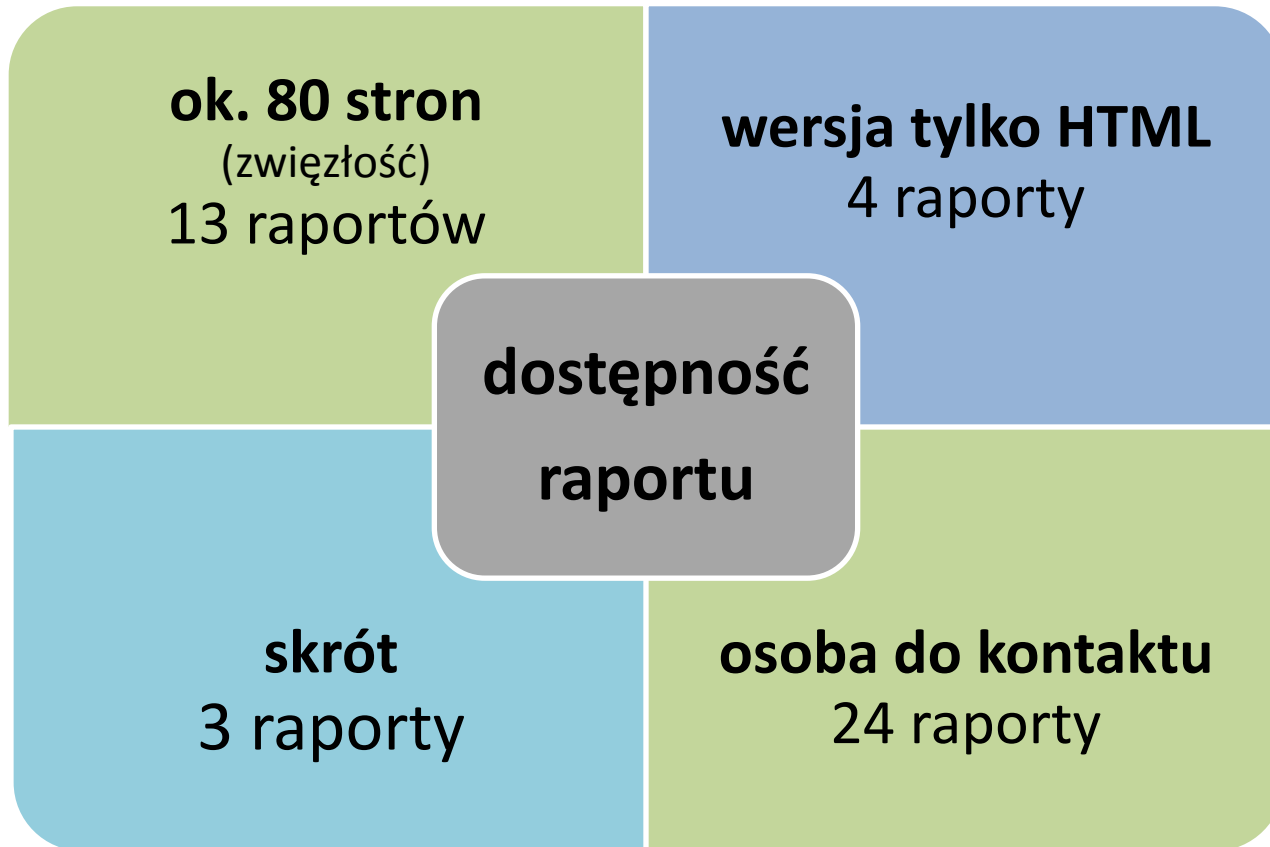 ok. 80 stron
(zwięzłość)
13 raportów
wersja tylko HTML
4 raporty
dostępność
raportu
skrót
3 raporty
osoba do kontaktu
24 raporty